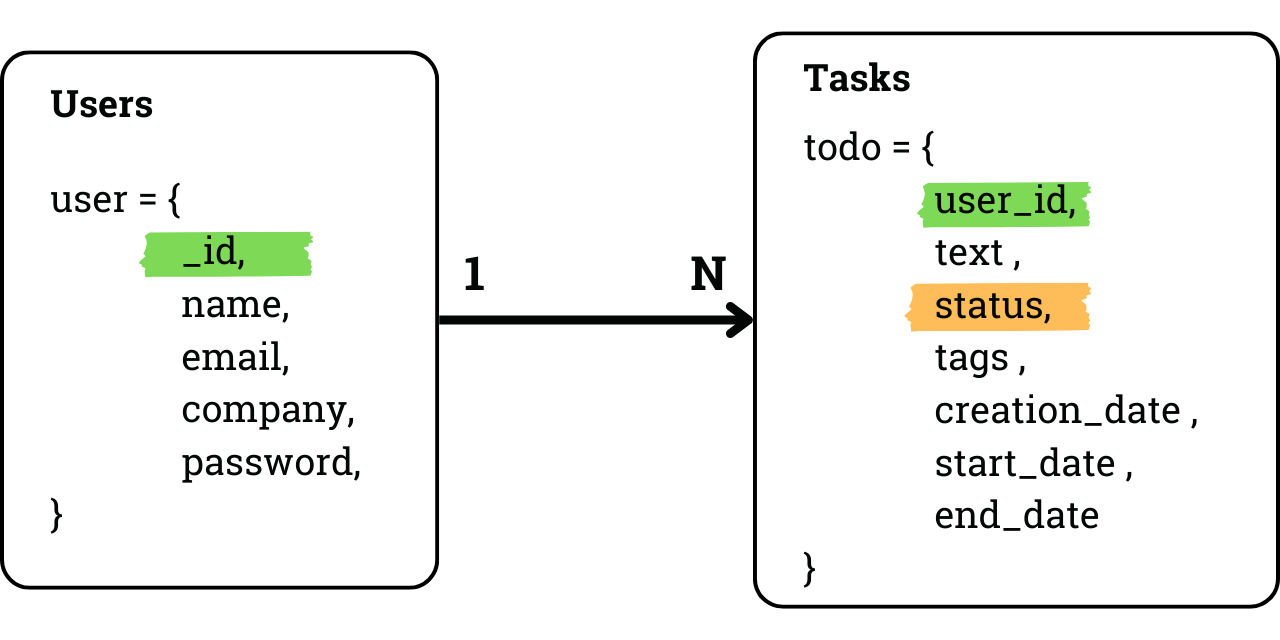 Users
user = {
_id,
name,
email,
company,
password,
}
1
N
Tasks
todo = {
user_id,
text ,
status,
tags ,
creation_date ,
start_date ,
end_date
}